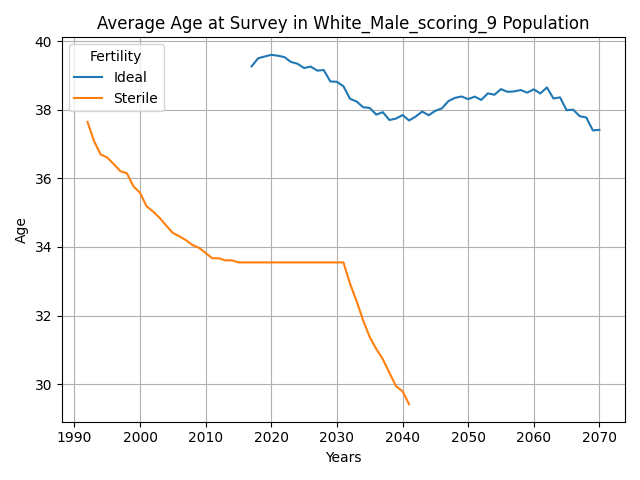 Average Age at Survey in White_Male_scoring_9 Population
Fertility
Ideal
Sterile
Age
40
38
36
34
32
30
1990 2000 2010 2020 2030 2040 2050 2060 2070
Years